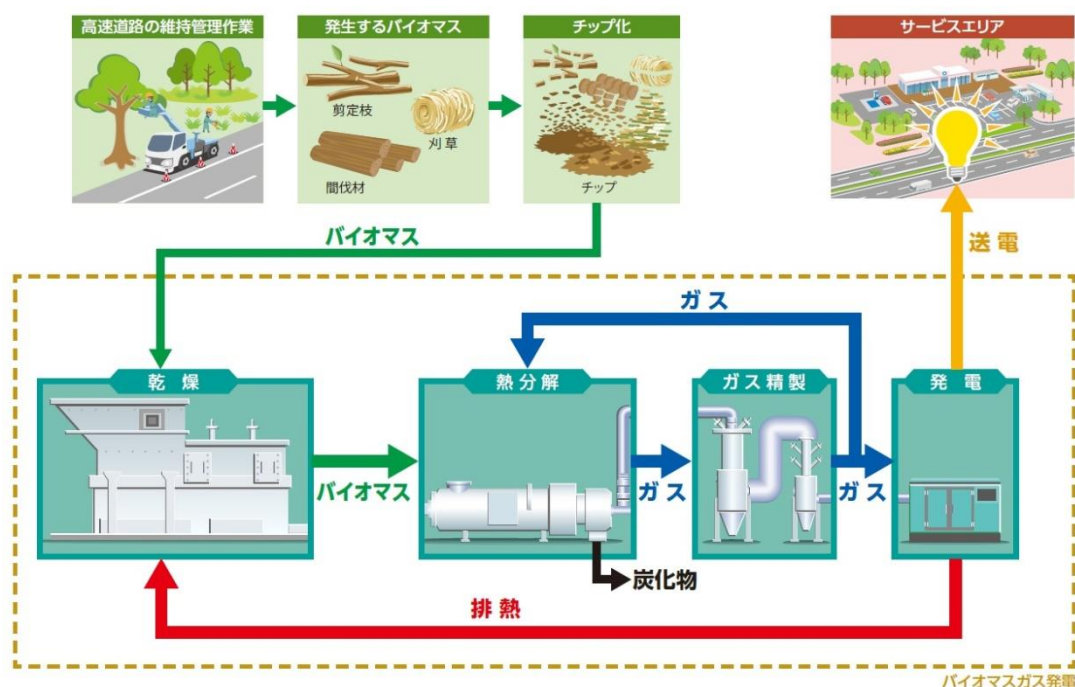 高速道路の維持管理作業
発生するバイオマス
チップ化
サービスエリア
剪定枝
刈草
間伐材
チップ
バイオマス
送電
ガス
乾燥
熱分解
ガス精製
発電
バイオマス
ガス
ガス
炭化物
排熱
バイオマスガス発電